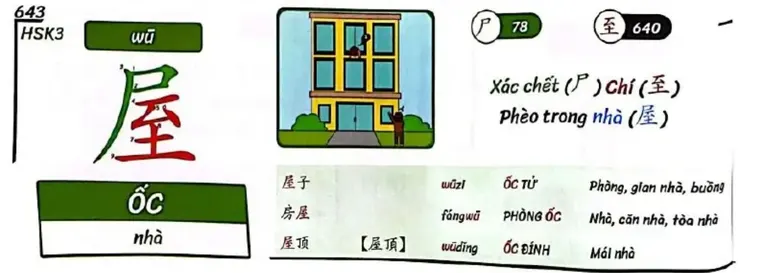 643
HSK3
wū
屋
ỐC
nhà
尸 78
至 640
Xác chết (尸) Chí (至)
Phèo trong nhà (屋)
屋子 wūzi ỐC TỬ Phòng, gian nhà, buồng
房屋 fángwū PHÒNG ỐC Nhà, căn nhà, tòa nhà
屋顶 【屋頂】 wūdǐng ỐC ĐỈNH Mái nhà